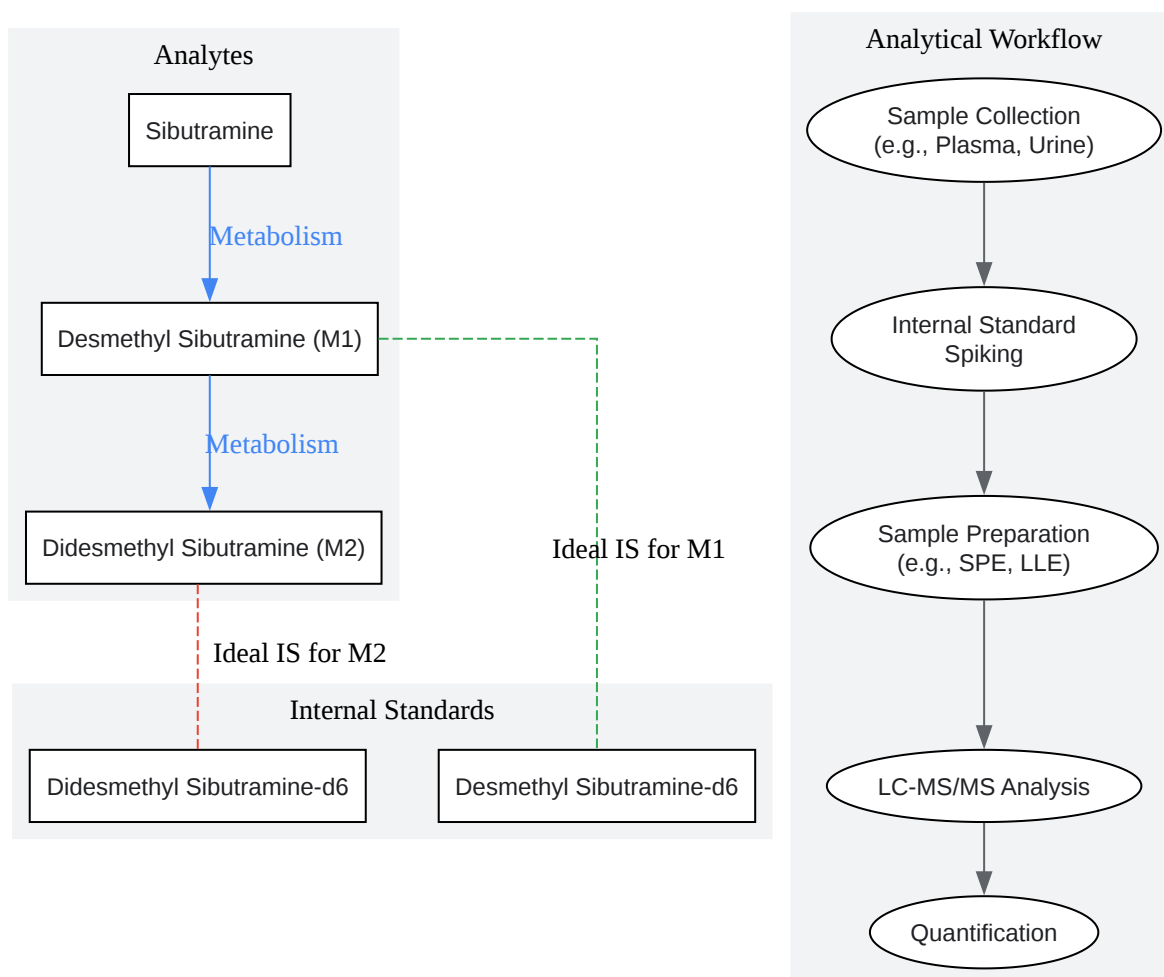 Analytes
Sibutramine
Metabolism
Desmethyl Sibutramine (M1)
Metabolism
Didesmethyl Sibutramine (M2)
Ideal IS for M1
Ideal IS for M2
Internal Standards
Didesmethyl Sibutramine-d6
Desmethyl Sibutramine-d6
Analytical Workflow
Sample Collection
(e.g., Plasma, Urine)
Internal Standard
Spiking
Sample Preparation
(e.g., SPE, LLE)
LC-MS/MS Analysis
Quantification